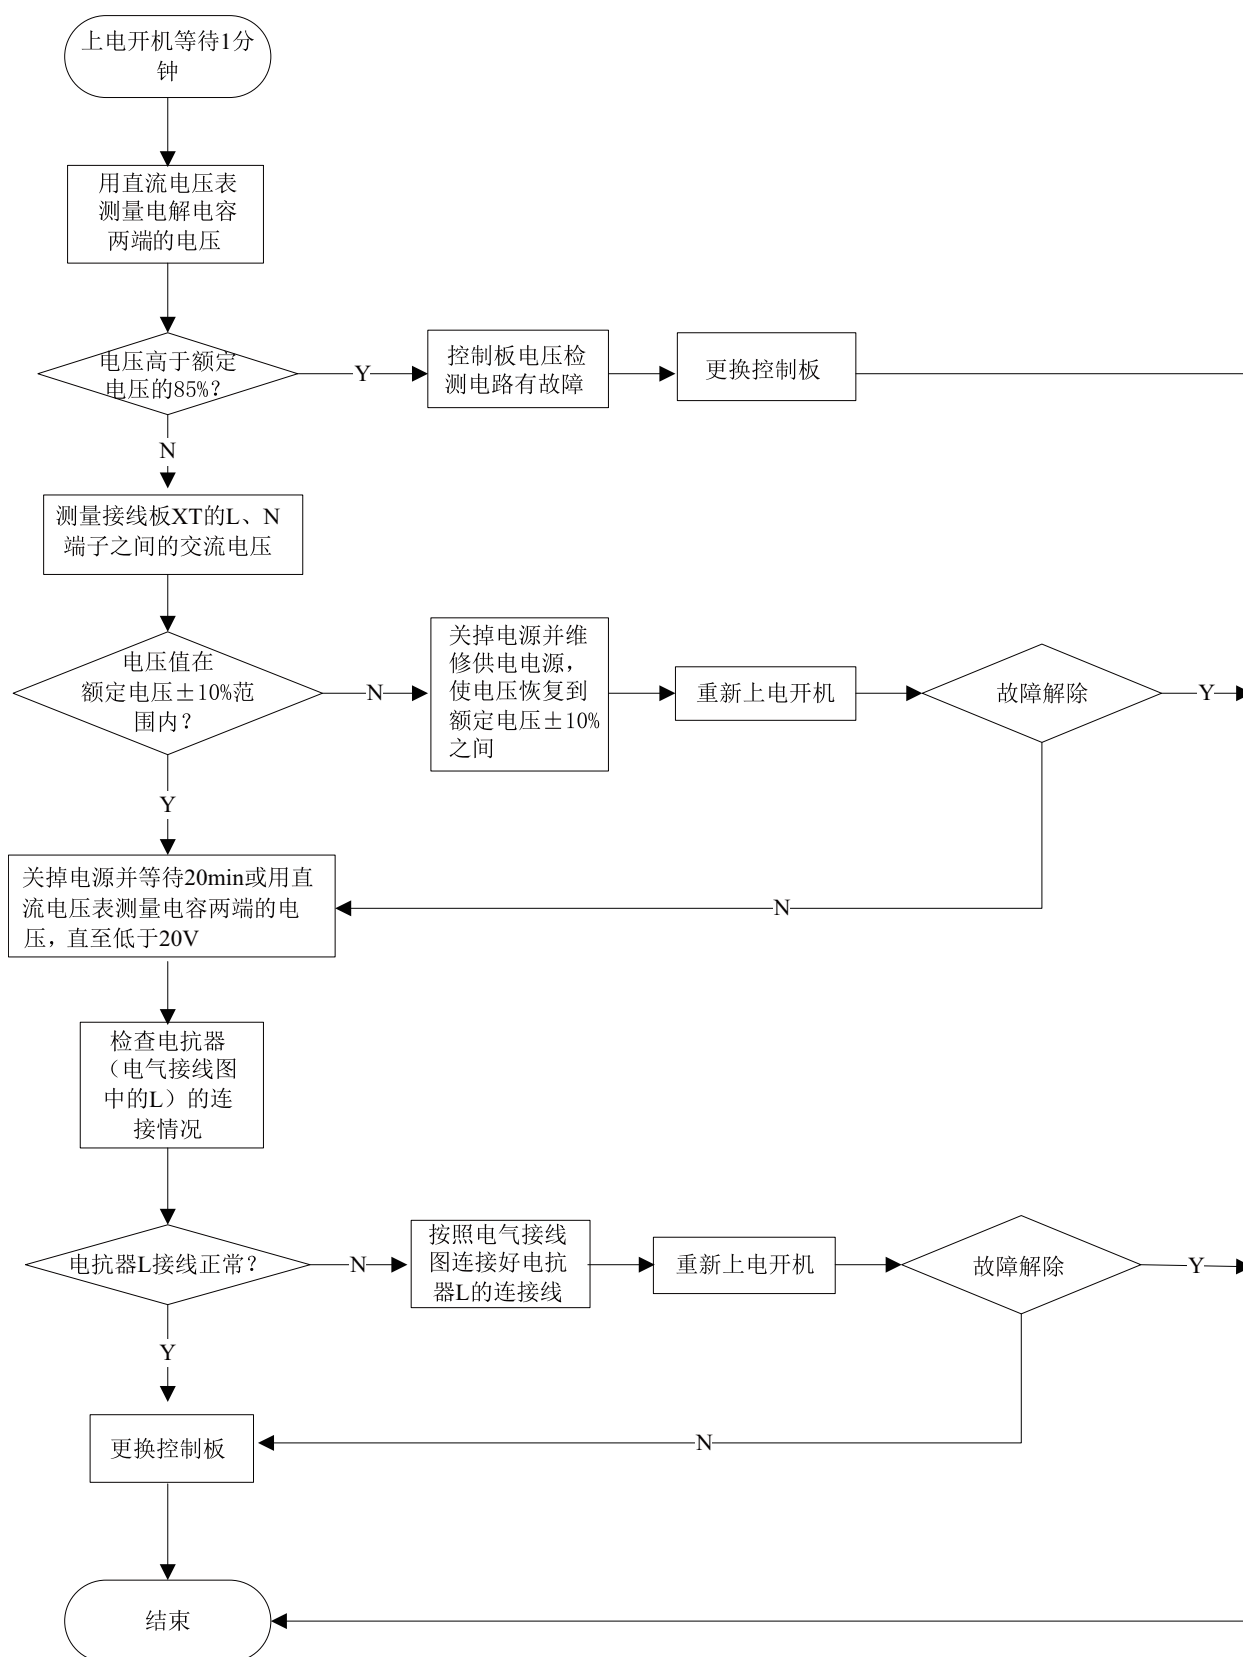 上电开机等待1分
钟
用直流电压表
测量电解电容
两端的电压
电压高于额定
电压的85%?
Y
控制板电压检
测电路有故障
更换控制板
N
测量接线板XT的L、N
端子之间的交流电压
电压值在
额定电压±10%范
围内?
N
关掉电源并维
修供电电源,
使电压恢复到
额定电压±10%
之间
重新上电开机
故障解除
Y
Y
关掉电源并等待20min或用直
流电压表测量电容两端的电
压,直至低于20V
N
检查电抗器
（电气接线图
中的L）的连
接情况
电抗器L接线正常?
N
按照电气接线
图连接好电抗
器L的连接线
重新上电开机
故障解除
Y
Y
更换控制板
N
结束